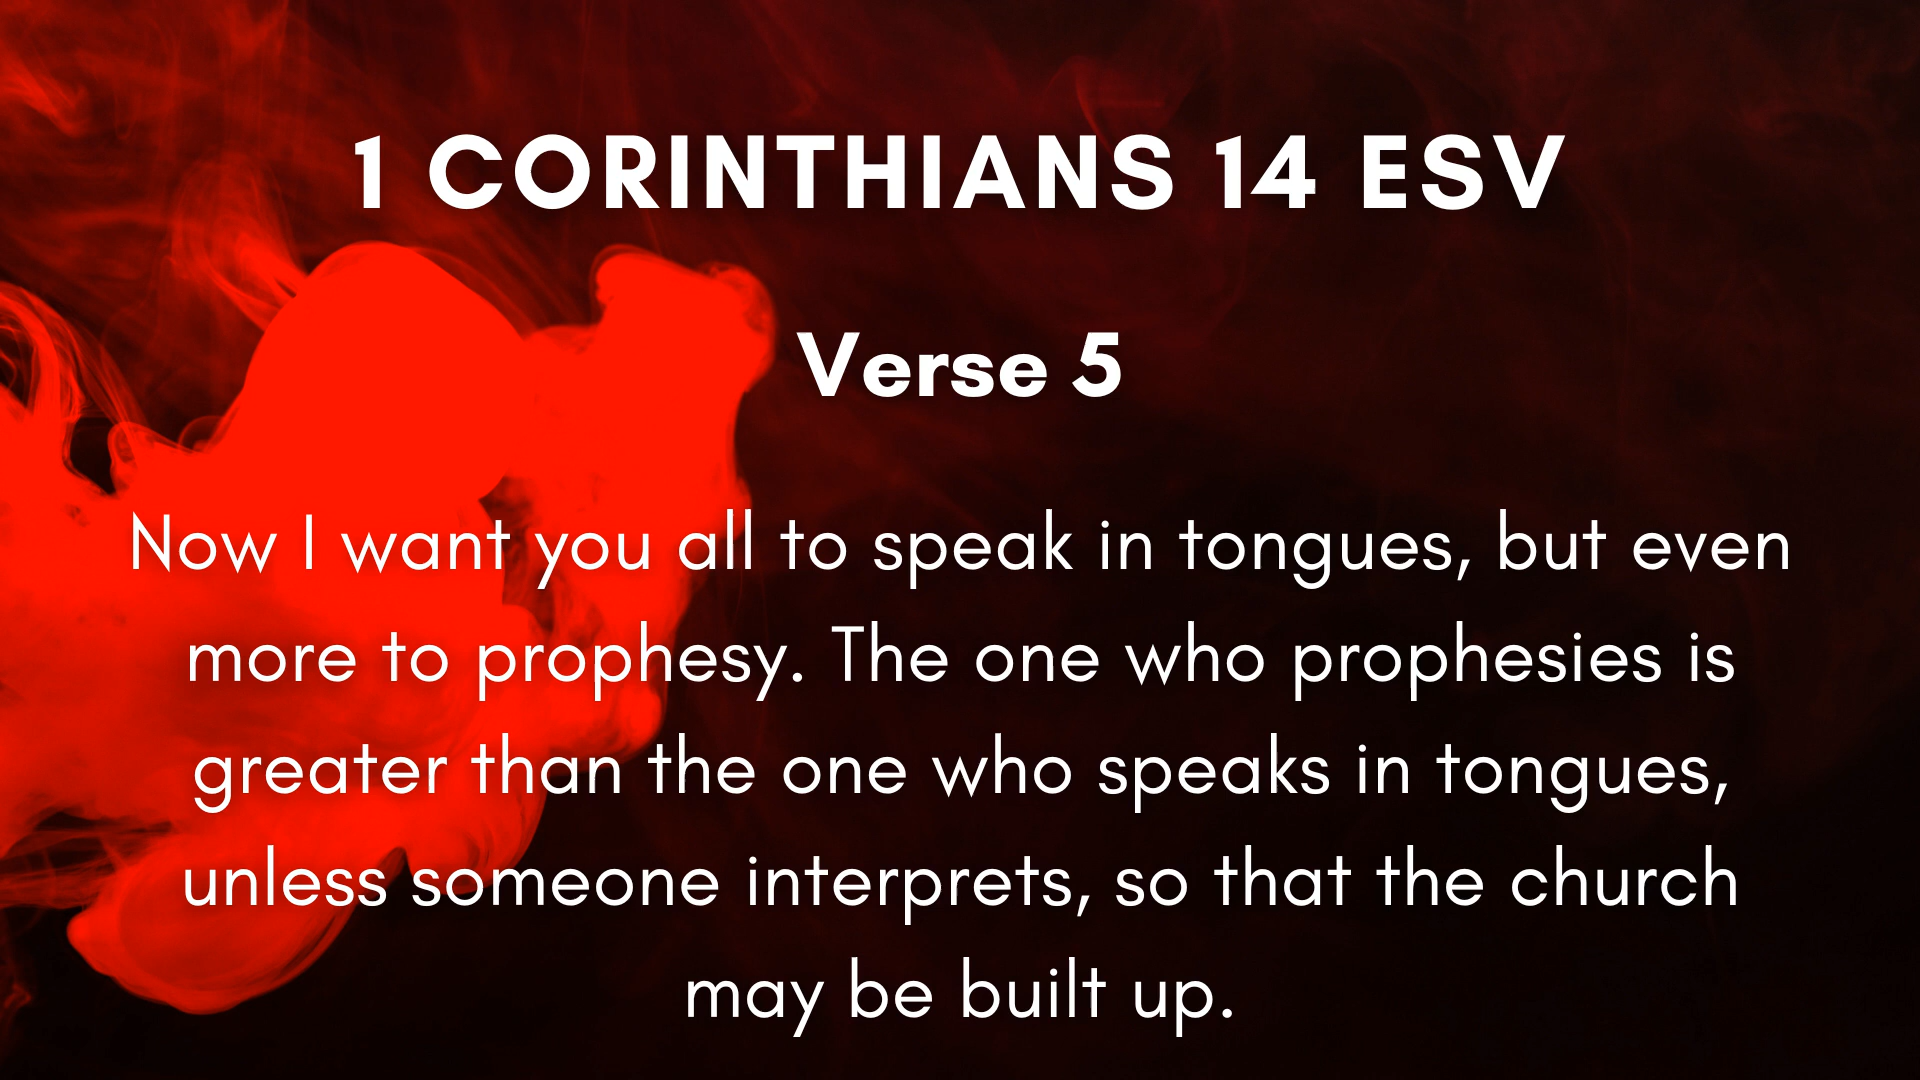 1 CORINTHIANS 14 ESV
Verse 5
Now I want you all to speak in tongues, but even
more to prophesy. The one who prophesies is
greater than the one who speaks in tongues,
unless someone interprets, so that the church
may be built up.